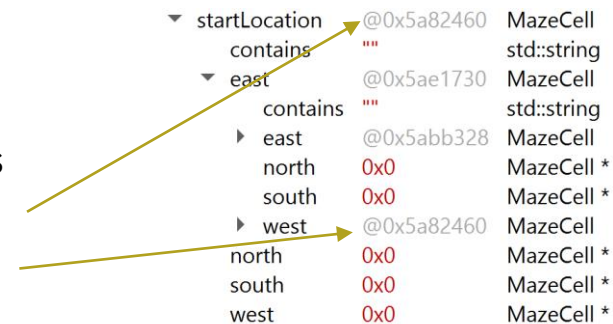 startLocation @0x5a82460 MazeCell
contains "" std::string
east @0x5ae1730 MazeCell
contains "" std::string
east @0x5abb328 MazeCell
north 0x0 MazeCell *
south 0x0 MazeCell *
west @0x5a82460 MazeCell
north 0x0 MazeCell *
south 0x0 MazeCell *
west 0x0 MazeCell *